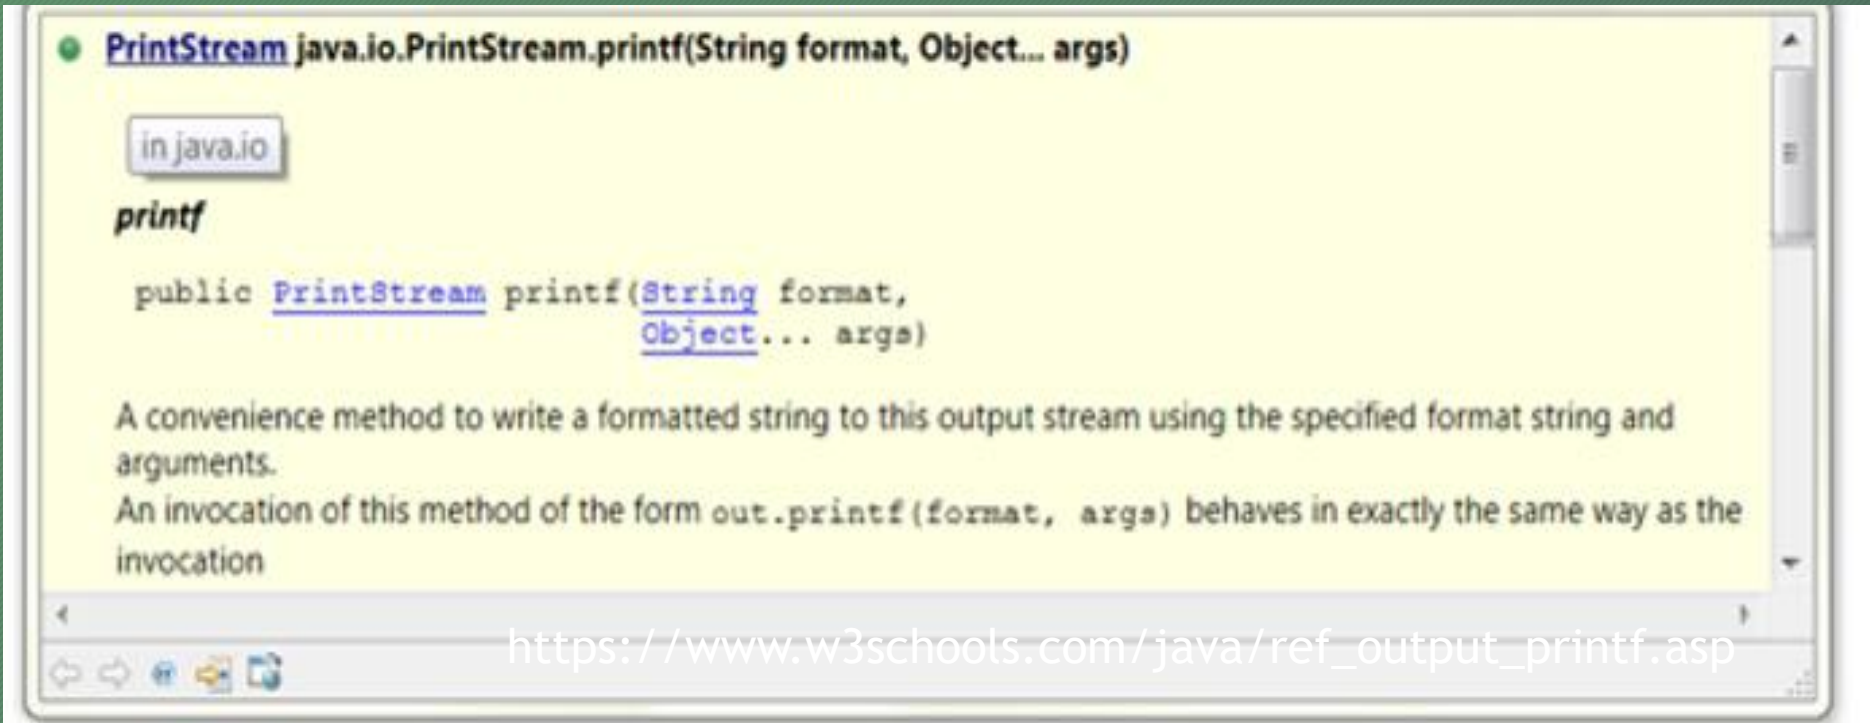 PrintStream java.io.PrintStream.printf(String format, Object... args)
in java.io
printf
public PrintStream printf(String format,
Object... args)
A convenience method to write a formatted string to this output stream using the specified format string and
arguments.
An invocation of this method of the form out.printf(format, args) behaves in exactly the same way as the
invocation
https://www.w3schools.com/java/ref_output_printf.asp